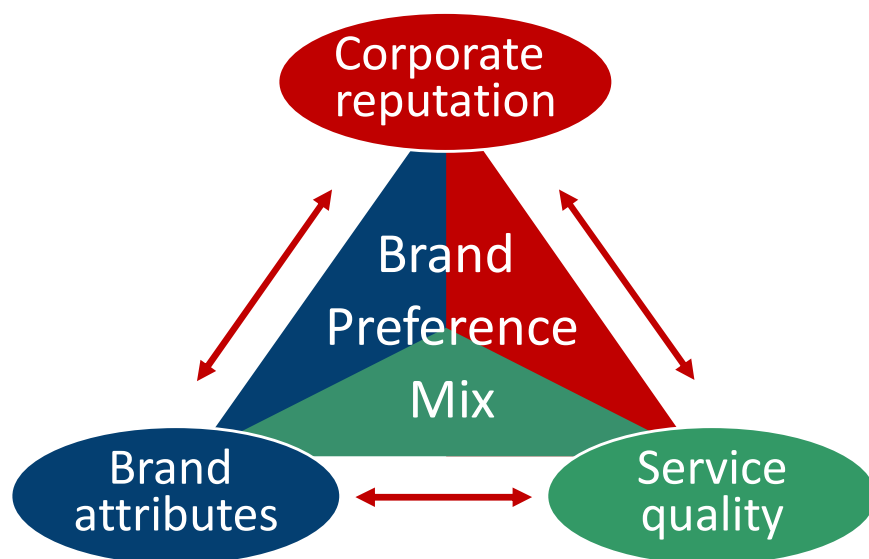 Corporate
reputation
Brand
Preference
Mix
Brand
attributes
Service
quality